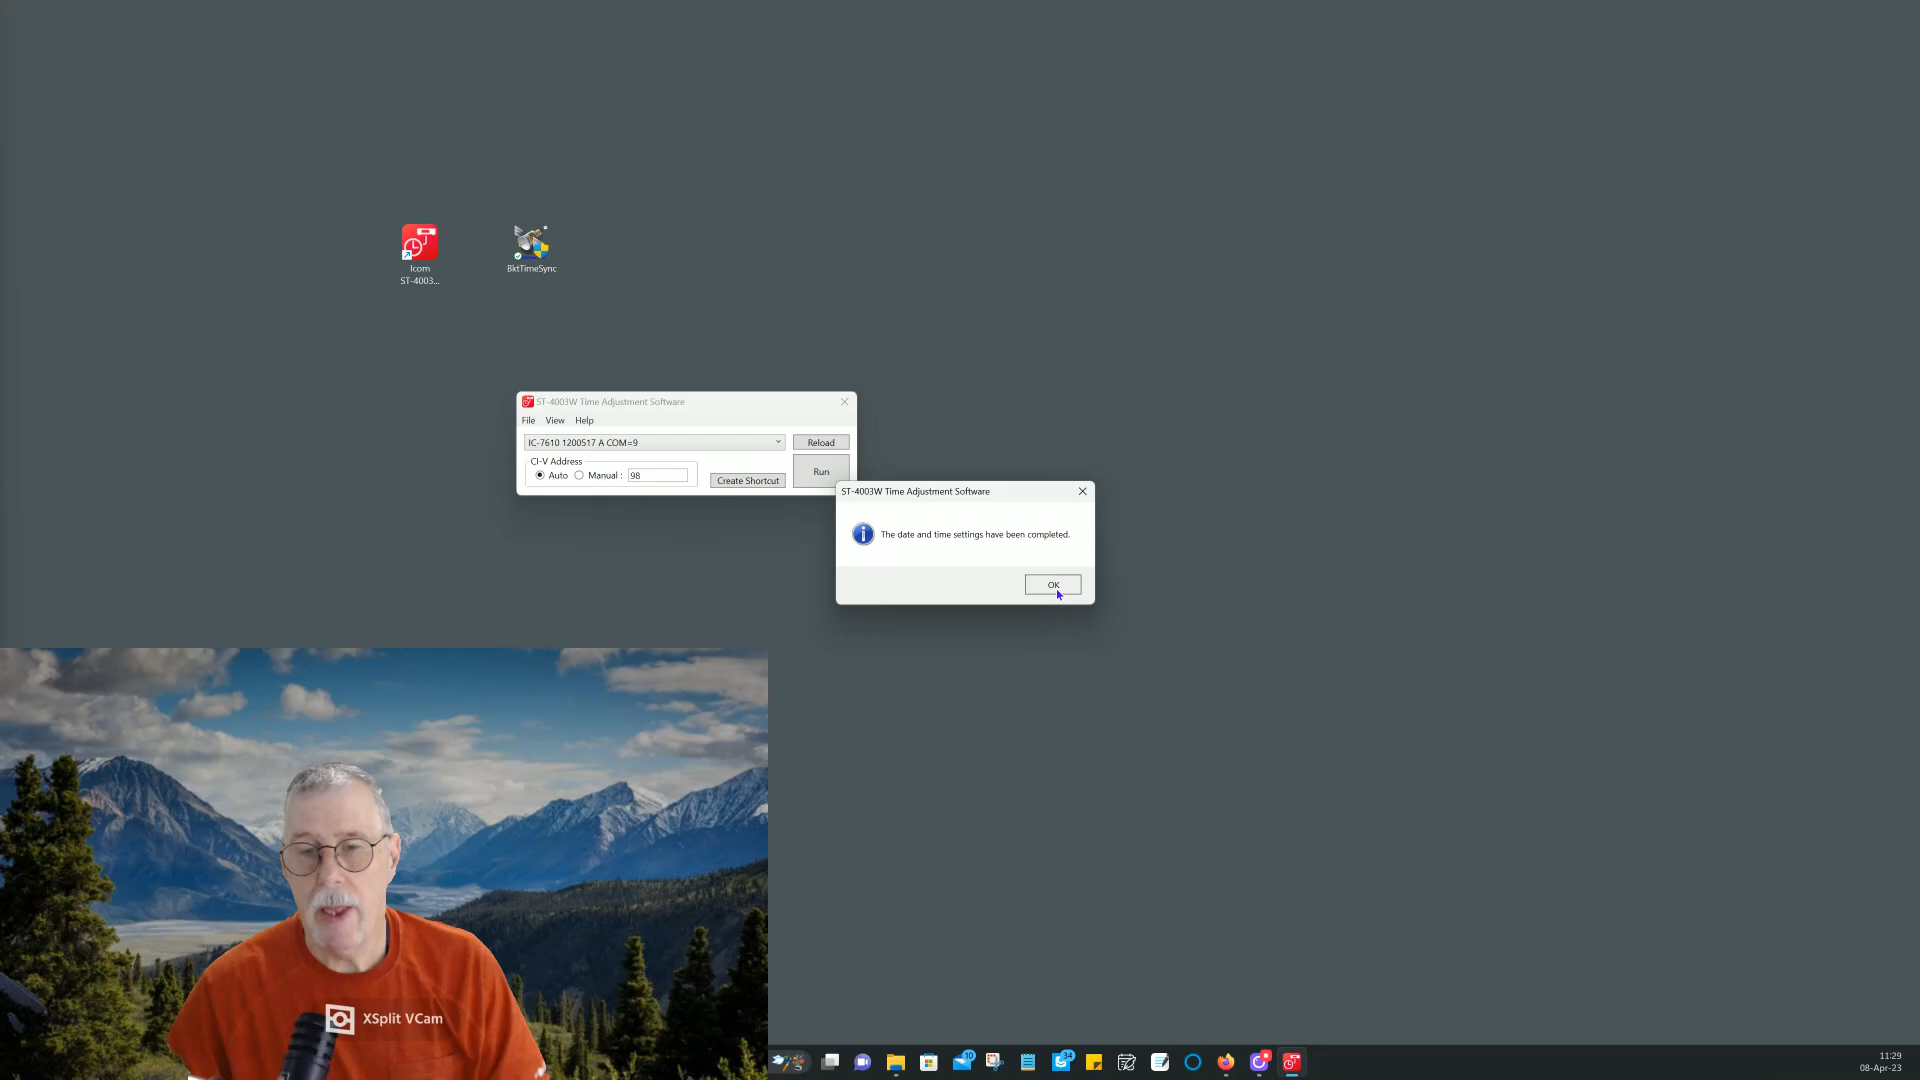 Icom
ST-4003...
BktTimeSync
ST-4003W Time Adjustment Software
File View Help
IC-7610 1200517 A COM=9
Reload
CI-V Address
Auto Manual : 98
Create Shortcut
Run
ST-4003W Time Adjustment Software
The date and time settings have been completed.
OK
XSplit VCam
10
34
11:29
08-Apr-23